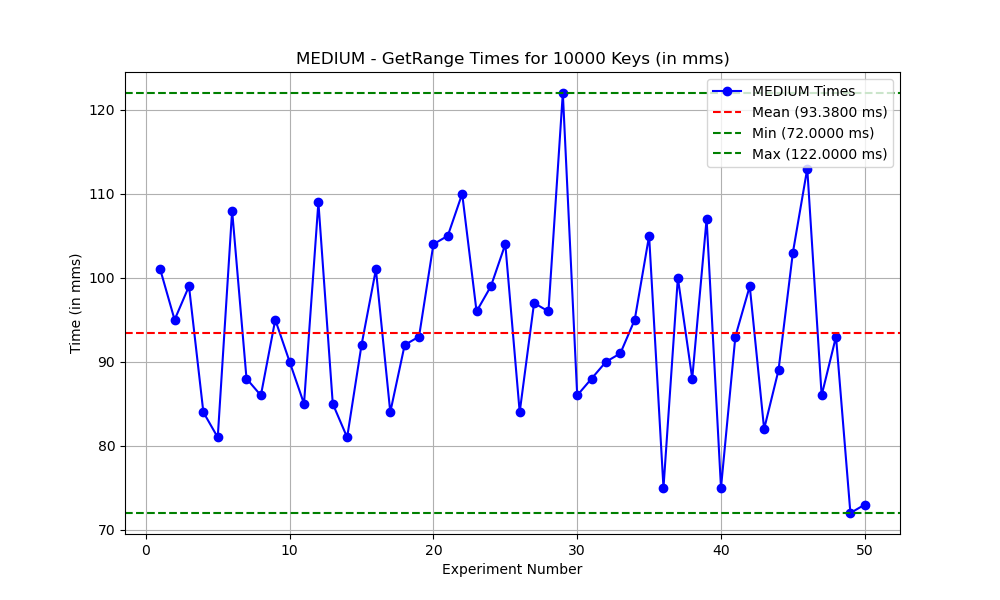 MEDIUM - GetRange Times for 10000 Keys (in mms)
MEDIUM Times
Mean (93.3800 ms)
Min (72.0000 ms)
Max (122.0000 ms)
Time (in mms)
120
110
100
90
80
70
0 10 20 30 40 50
Experiment Number